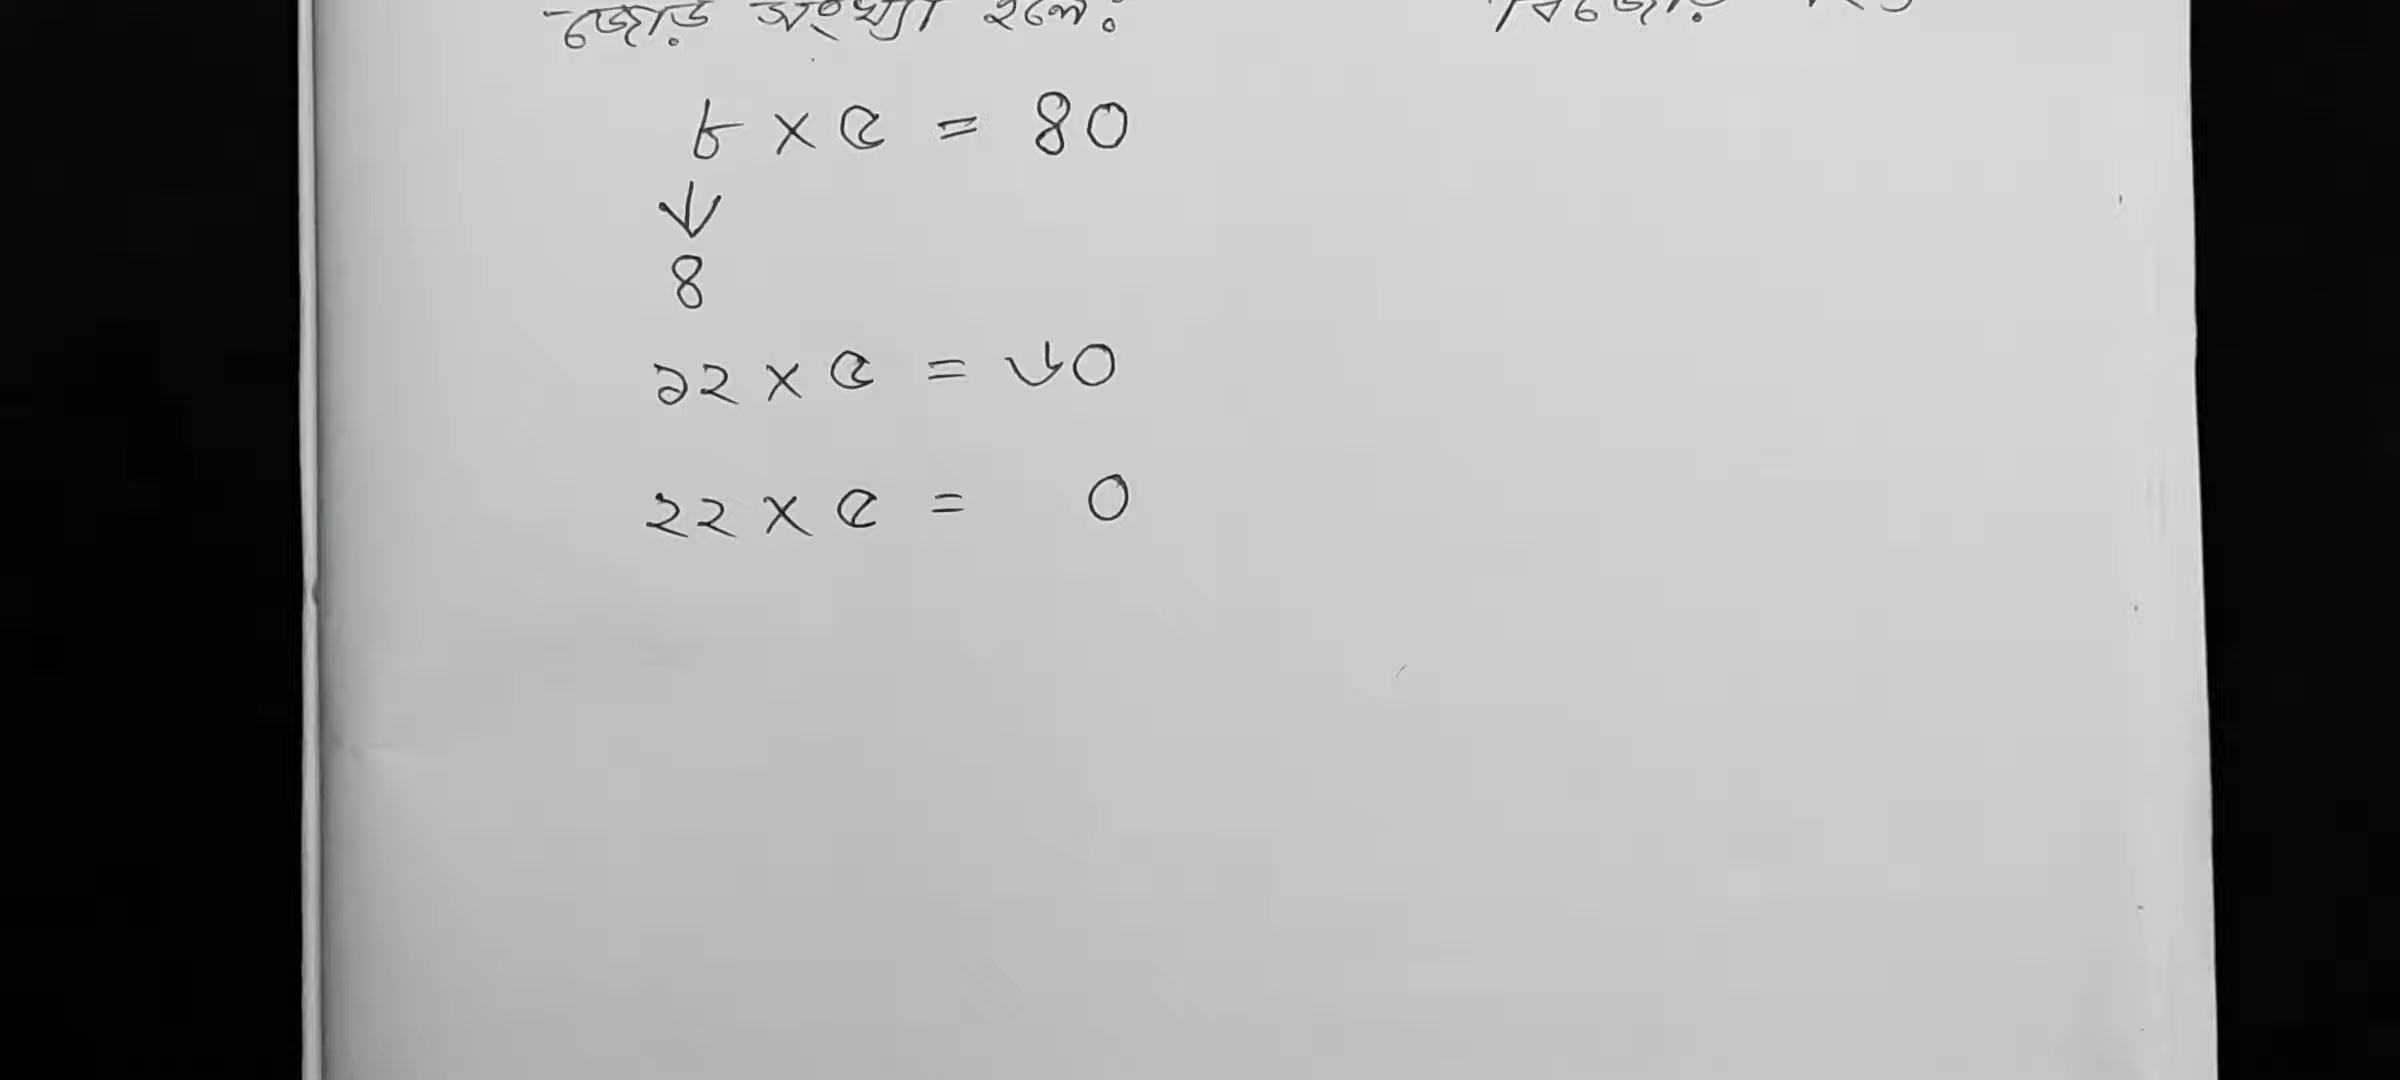 জোড় সংখ্যা হলে:
৮ × ৫ = ৪০
↓
৪
১২ × ৫ = ৬০
২২ × ৫ = ০